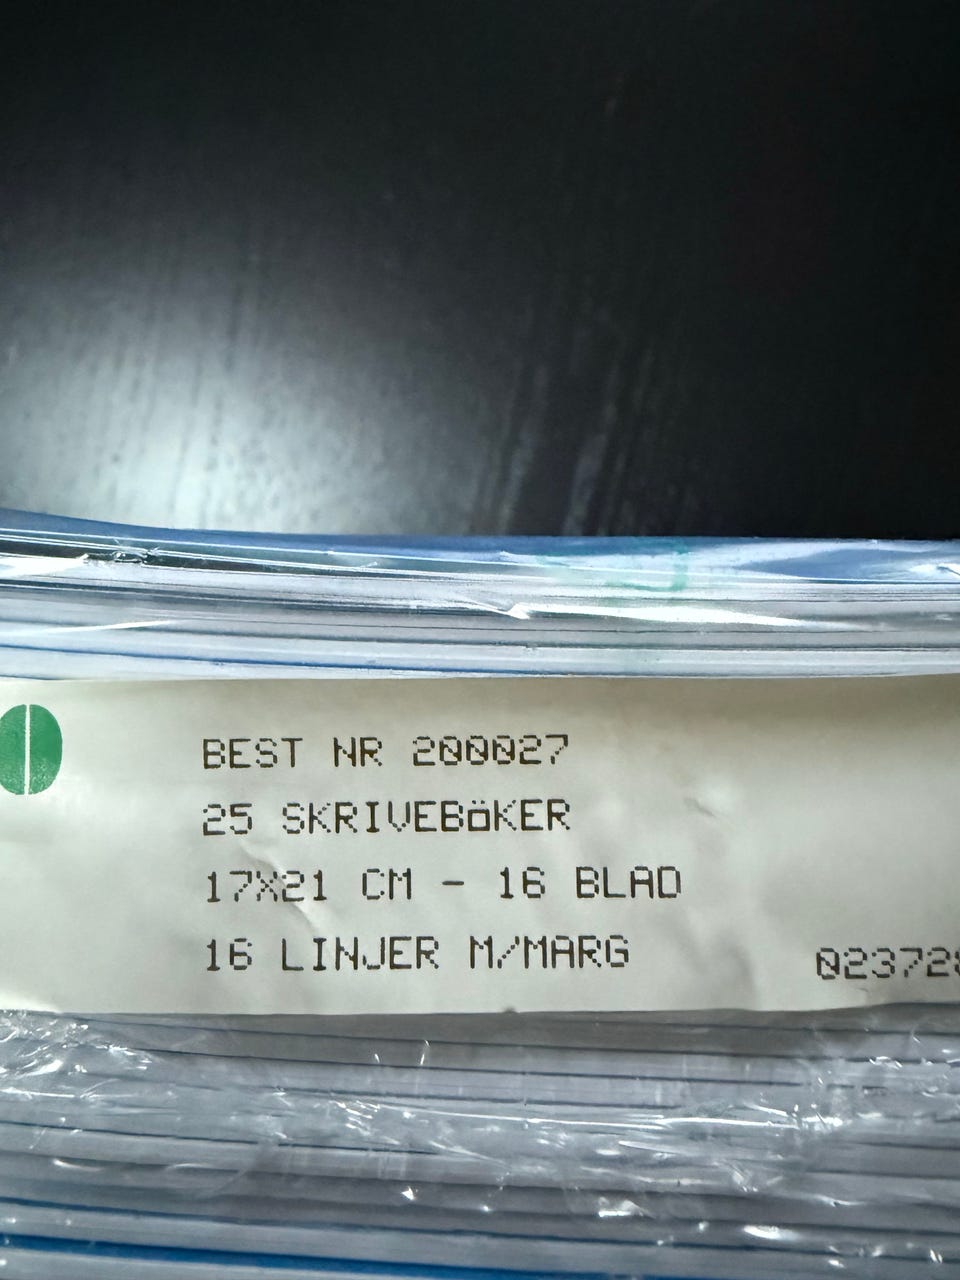 BEST NR 200027
25 SKRIVEBöKER
17X21 CM - 16 BLAD
16 LINJER M/MARG